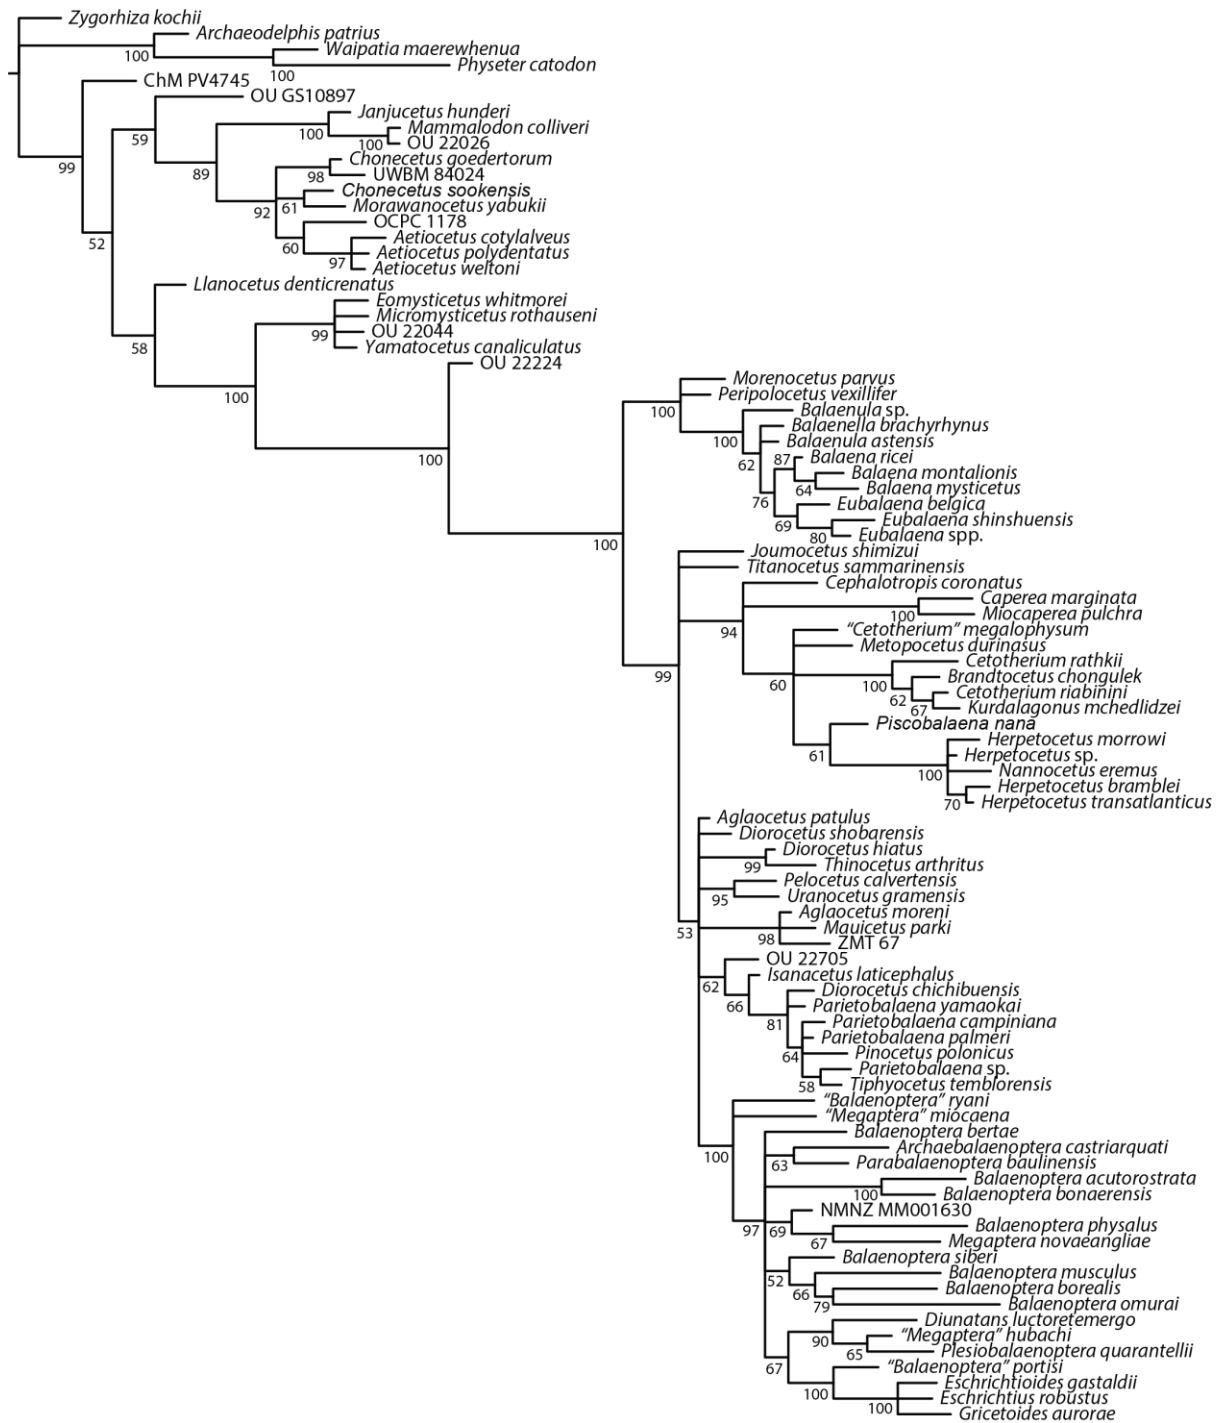 Zygorhiza kochii
Archaeodelphis patrius
Waipatia maerewhenua
100
Physeter catodon
100
ChM PV4745
OU GS10897
Janjucetus hunderi
59
Mammalodon colliveri
100
100
OU 22026
Chonecetus goedertorum
99
89
98
UWBM 84024
Chonecetus sookensis
92
61
Morawanocetus yabukii
OCPC 1178
52
60
Aetiocetus cotylalveus
Aetiocetus polydentatus
97
Aetiocetus weltoni
Llanocetus denticrenatus
Eomysticetus whitmorei
Micromysticetus rothauseni
99
OU 22044
58
Yamatocetus canaliculatus
OU 22224
Morenocetus parvus
100
Peripolocetus vexillifer
100
Balaenula sp.
Balaenella brachyrhynus
100
Balaenula astensis
100
62
87
Balaena ricei
Balaena montalionis
64
Balaena mysticetus
76
Eubalaena belgica
69
Eubalaena shinshuensis
80
Eubalaena spp.
100
Joumocetus shimizui
Titanocetus sammarinensis
Cephalotropis coronatus
Caperea marginata
100
Miocaperea pulchra
94
“Cetotherium” megalophysum
Metopocetus durinasus
Cetotherium rathkii
99
60
100
Brandtocetus chongulek
62
Cetotherium riabinini
67
Kurdalagonus mchedlidzei
Piscobalaena nana
Herpetocetus morrowi
61
Herpetocetus sp.
100
Nannocetus eremus
Herpetocetus bramblei
70
Herpetocetus transatlanticus
Aglaocetus patulus
Diorocetus shobarensis
Diorocetus hiatus
99
Thinocetus arthritus
Pelocetus calvertensis
95
Uranocetus gramensis
Aglaocetus moreni
53
Mauicetus parki
98
ZMT 67
OU 22705
62
Isanacetus laticephalus
66
Diorocetus chichibuensis
Parietobalaena yamaokai
81
Parietobalaena campiniana
Parietobalaena palmeri
64
Pinocetus polonicus
58
Parietobalaena sp.
Tiphyocetus temblorensis
“Balaenoptera” ryani
“Megaptera” miocaena
Balaenoptera bertae
100
Archaebalaenoptera castriarquati
63
Parabalaenoptera baulinensis
Balaenoptera acutorostrata
100
Balaenoptera bonaerensis
NMNZ MM001630
97
69
Balaenoptera physalus
67
Megaptera novaeangliae
Balaenoptera siberi
52
Balaenoptera musculus
66
Balaenoptera borealis
79
Balaenoptera omurai
Diunatans luctoretemergo
90
“Megaptera” hubachi
65
Plesiobalaenoptera quarantellii
67
“Balaenoptera” portisi
100
Eschrichtioides gastaldii
Eschrichtius robustus
100
Gricetoides aurorae